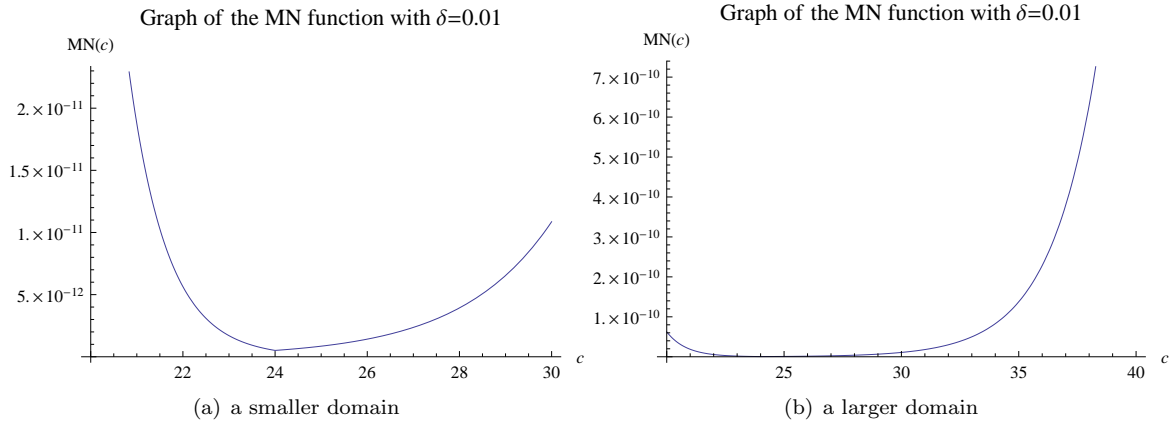 Graph of the MN function with δ=0.01
MN(c)
2.×10⁻¹¹
1.5×10⁻¹¹
1.×10⁻¹¹
5.×10⁻¹²
22 24 26 28 30 c
(a) a smaller domain
Graph of the MN function with δ=0.01
MN(c)
7.×10⁻¹⁰
6.×10⁻¹⁰
5.×10⁻¹⁰
4.×10⁻¹⁰
3.×10⁻¹⁰
2.×10⁻¹⁰
1.×10⁻¹⁰
25 30 35 40 c
(b) a larger domain